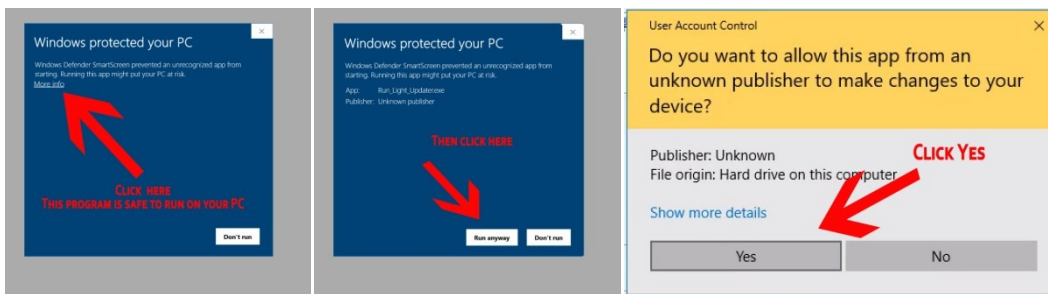 Windows protected your PC
Windows Defender SmartScreen prevented an unrecognized app from
starting. Running this app might put your PC at risk.
More info
CLICK HERE
THIS PROGRAM IS SAFE TO RUN ON YOUR PC
Don't run
Windows protected your PC
Windows Defender SmartScreen prevented an unrecognized app from
starting. Running this app might put your PC at risk.
App: Run_Light_Updater.exe
Publisher: Unknown publisher
THEN CLICK HERE
Run anyway Don't run
User Account Control
Do you want to allow this app from an
unknown publisher to make changes to your
device?
Publisher: Unknown
CLICK YES
File origin: Hard drive on this computer
Show more details
Yes No